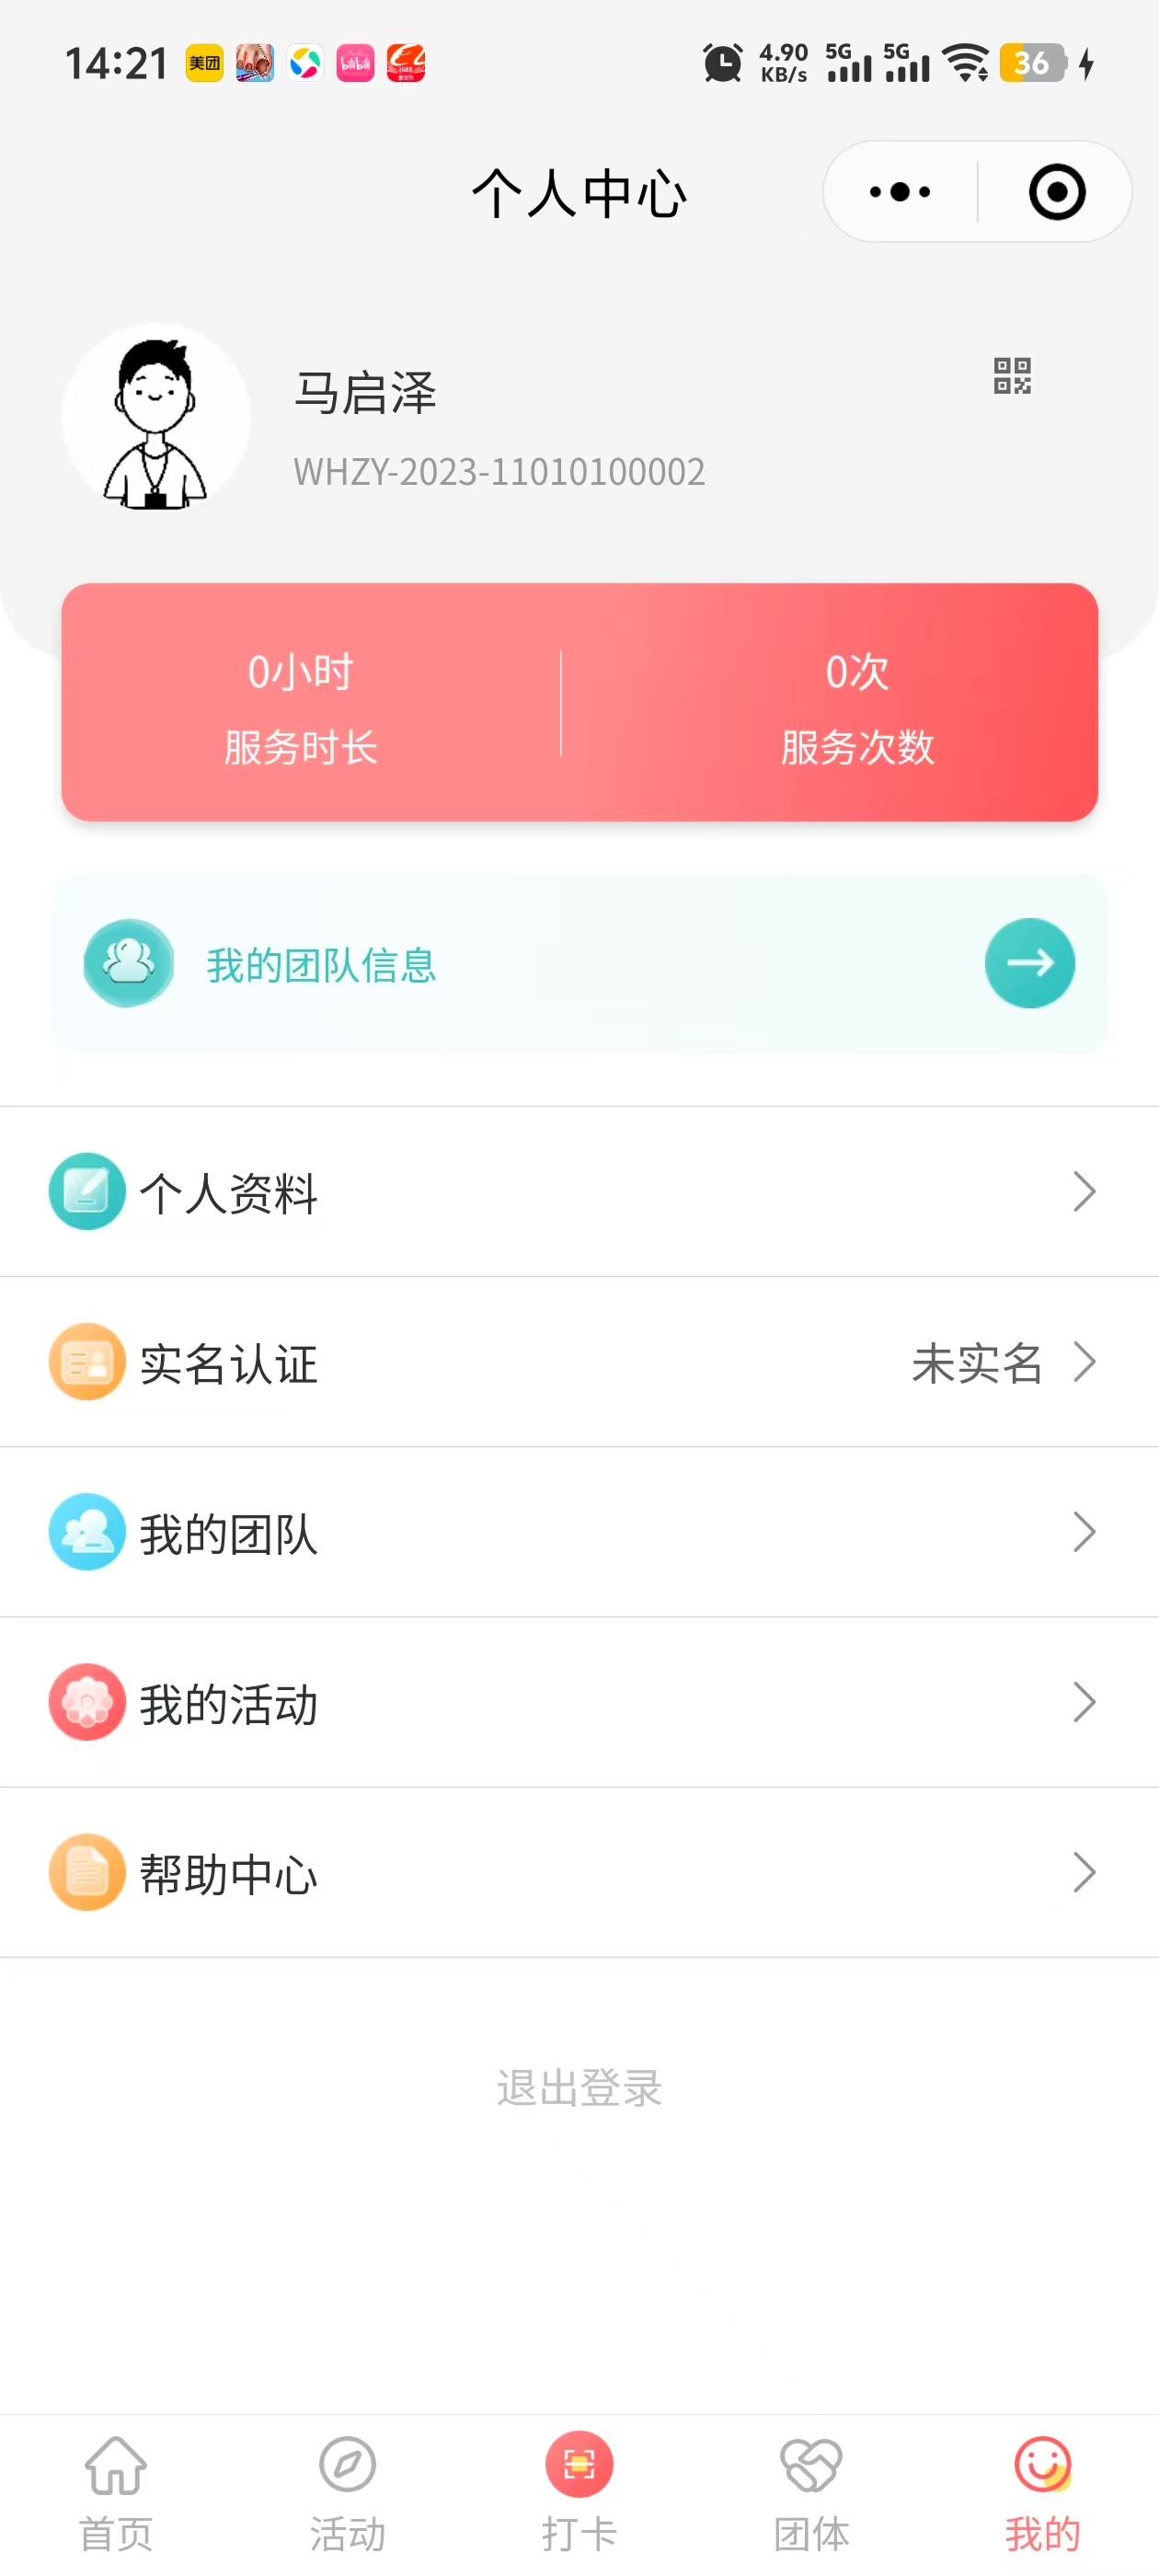 14:21 美团 bilibili 1688 4.90 KB/s 5G 5G 36
个人中心
马启泽
WHZY-2023-11010100002
0小时 0次
服务时长 服务次数
我的团队信息
个人资料
实名认证 未实名
我的团队
我的活动
帮助中心
退出登录
首页 活动 打卡 团体 我的